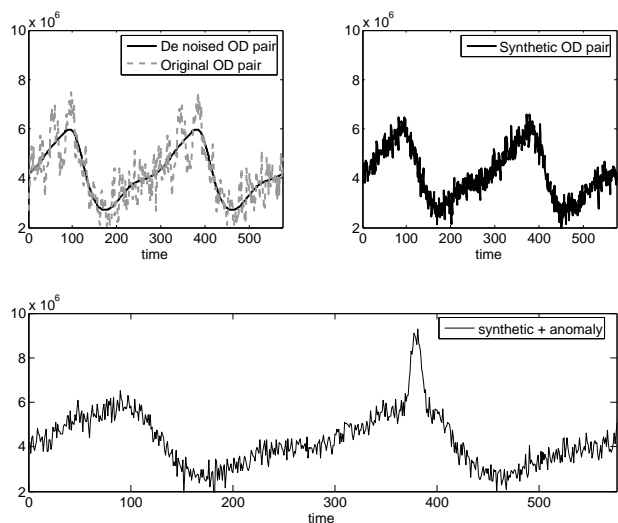 x 10^6
De noised OD pair
Original OD pair
10
8
6
4
2
0 100 200 300 400 500
time
x 10^6
Synthetic OD pair
10
8
6
4
2
0 100 200 300 400 500
time
x 10^6
synthetic + anomaly
10
8
6
4
2
0 100 200 300 400 500
time